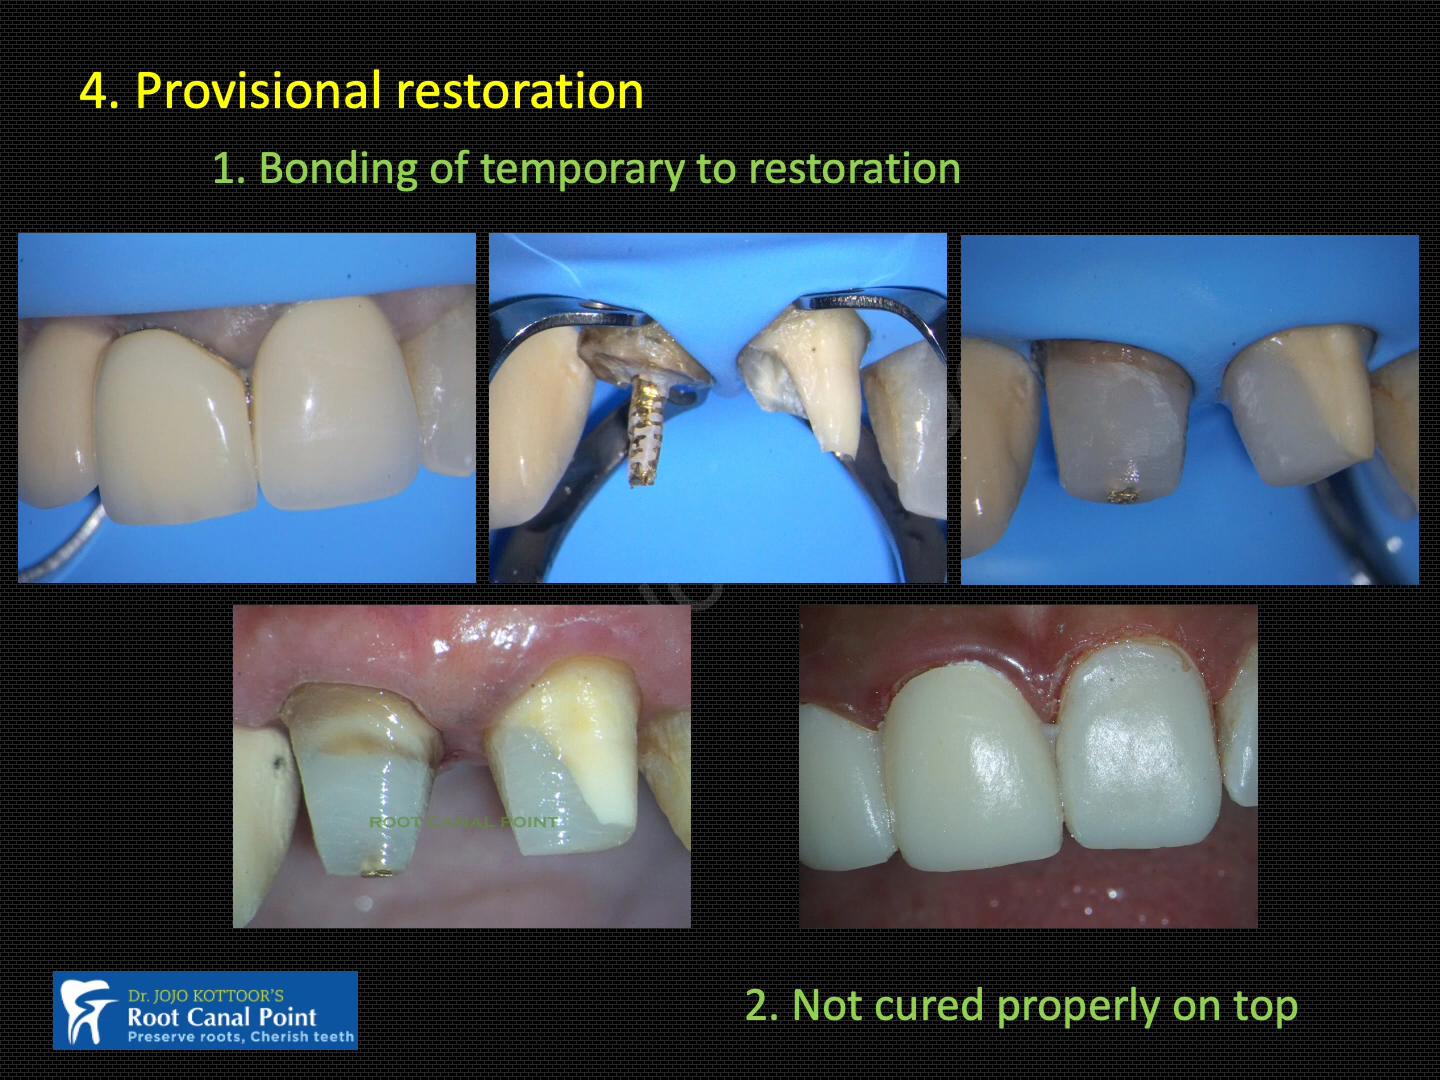 4. Provisional restoration
1. Bonding of temporary to restoration
ROOT CANAL POINT
Dr. JOJO KOTTOOR'S
Root Canal Point
Preserve roots, Cherish teeth
2. Not cured properly on top